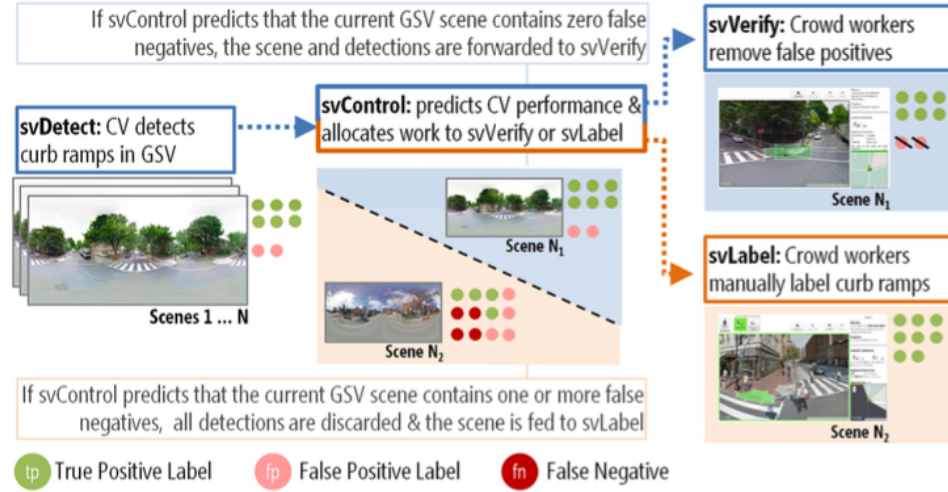 If svControl predicts that the current GSV scene contains zero false
negatives, the scene and detections are forwarded to svVerify
svVerify: Crowd workers
remove false positives
svDetect: CV detects
curb ramps in GSV
svControl: predicts CV performance &
allocates work to svVerify or svLabel
Scene N1
Scene N1
svLabel: Crowd workers
manually label curb ramps
Scenes 1 ... N
Scene N2
Scene N2
If svControl predicts that the current GSV scene contains one or more false
negatives, all detections are discarded & the scene is fed to svLabel
tp True Positive Label
fp False Positive Label
fn False Negative